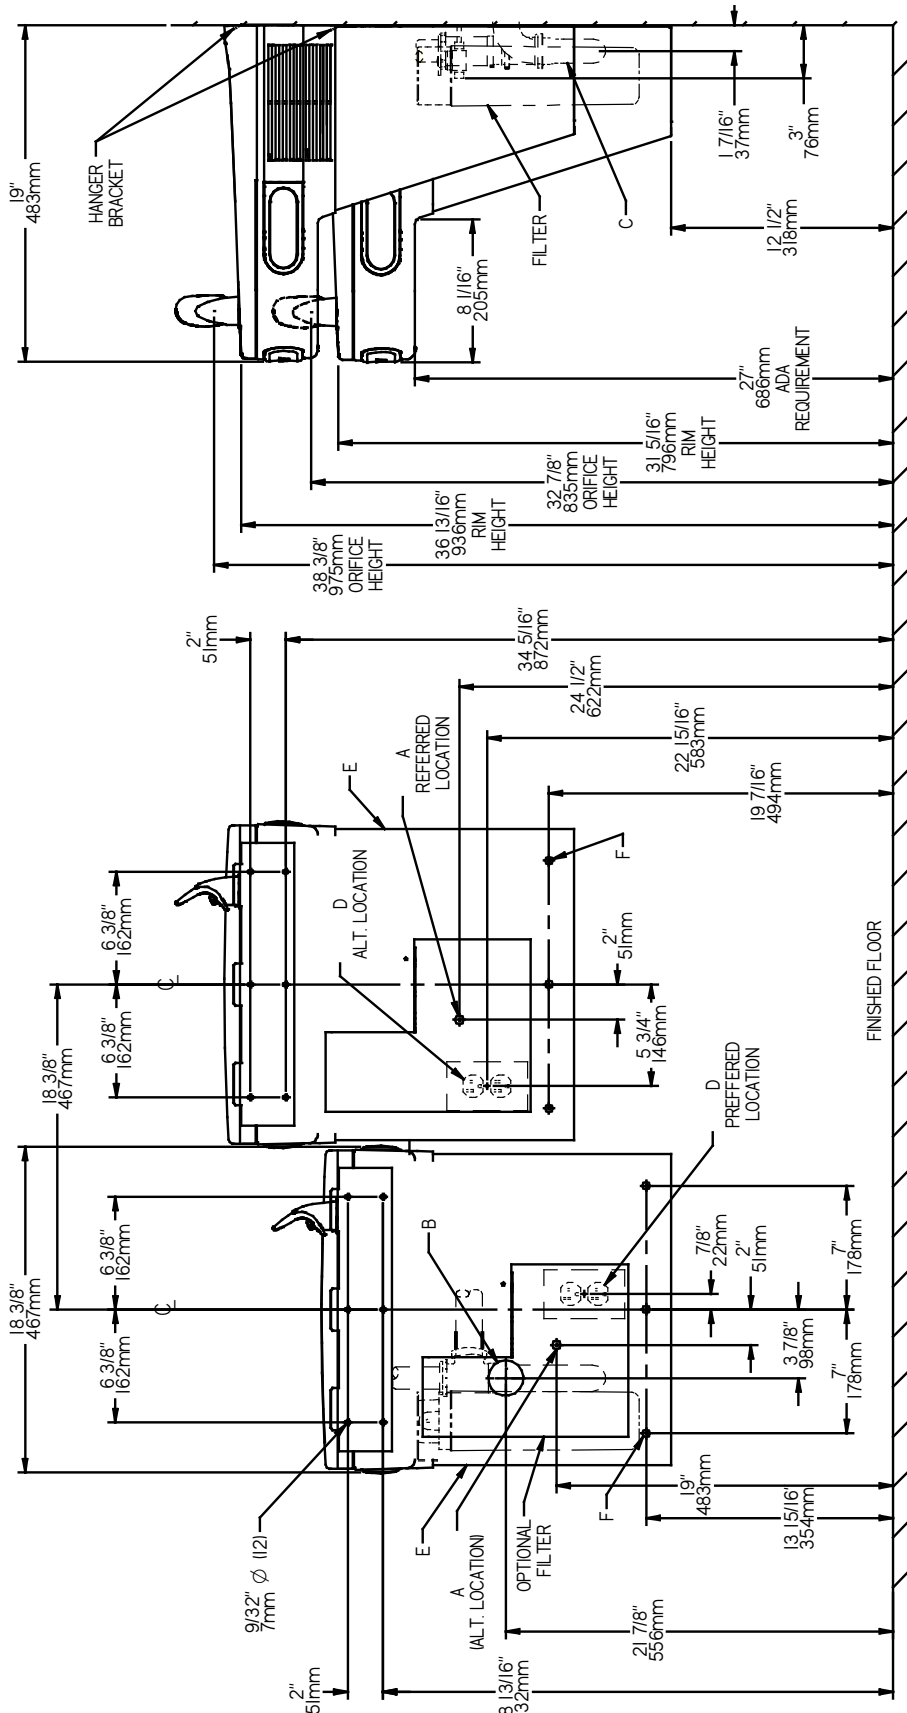 19"
483mm
HANGER
BRACKET
FILTER
C
8 1/16"
205mm
1 7/16"
37mm
3"
76mm
12 1/2"
318mm
27"
686mm
ADA
REQUIREMENT
31 5/16"
796mm
RIM
HEIGHT
32 7/8"
835mm
ORIFICE
HEIGHT
36 13/16"
936mm
RIM
HEIGHT
38 3/8"
975mm
ORIFICE
HEIGHT
2"
51mm
34 5/16"
872mm
24 1/2"
622mm
22 15/16"
583mm
19 7/16"
494mm
A
REFERRED
LOCATION
E
F
D
ALT. LOCATION
6 3/8"
162mm
6 3/8"
162mm
18 3/8"
467mm
CL
2"
51mm
5 3/4"
146mm
FINISHED FLOOR
D
PREFFERED
LOCATION
18 3/8"
467mm
6 3/8"
162mm
6 3/8"
162mm
CL
B
7/8"
22mm
2"
51mm
3 7/8"
98mm
7"
178mm
7"
178mm
9/32"
7mm Ø (12)
E
A
(ALT. LOCATION)
OPTIONAL
FILTER
F
19"
483mm
13 15/16"
354mm
21 7/8"
556mm
2"
51mm
8 13/16"
32mm